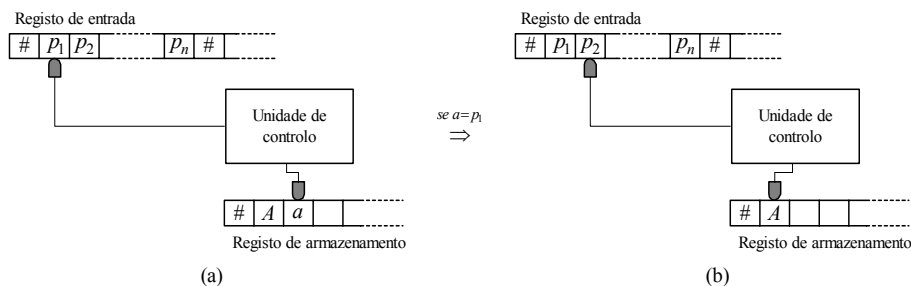 Registo de entrada
# p1 p2 pn #
Unidade de
controlo
# A a
Registo de armazenamento
(a)
se a=p1
⇒
Registo de entrada
# p1 p2 pn #
Unidade de
controlo
# A
Registo de armazenamento
(b)